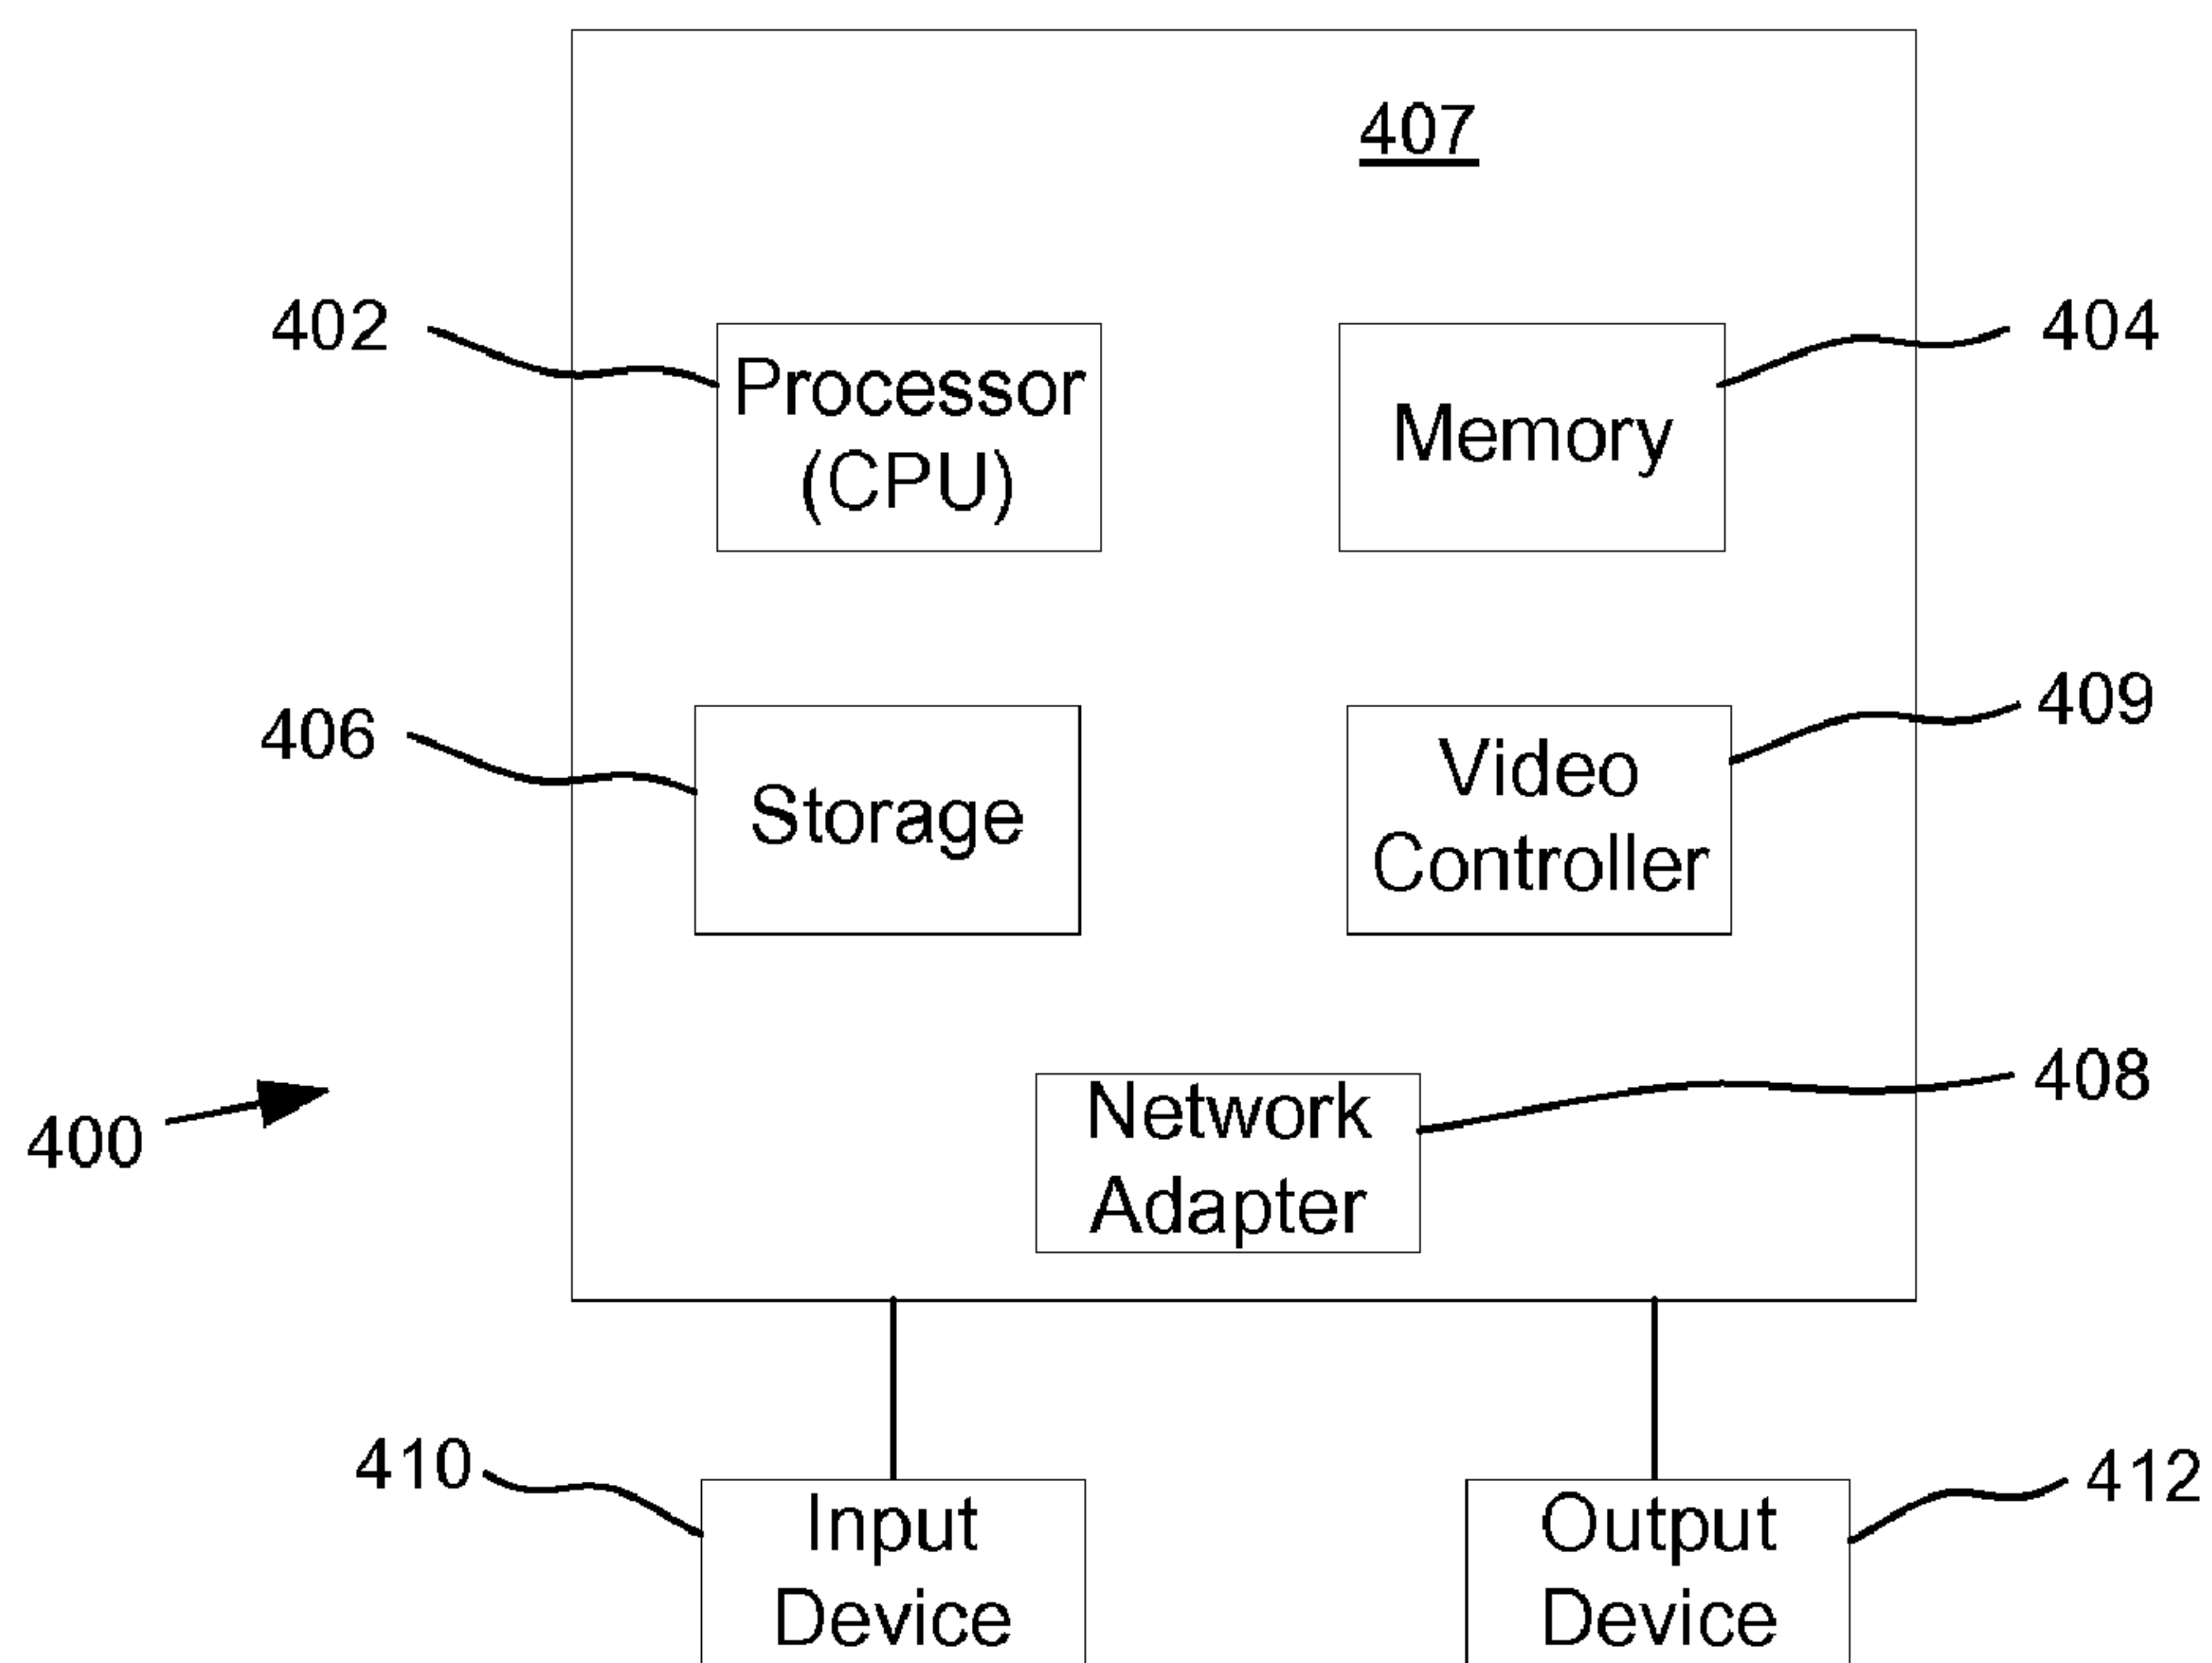 407
402
Processor
(CPU)
Memory
404
406
Storage
Video
Controller
409
400
Network
Adapter
408
410
Input
Device
Output
Device
412